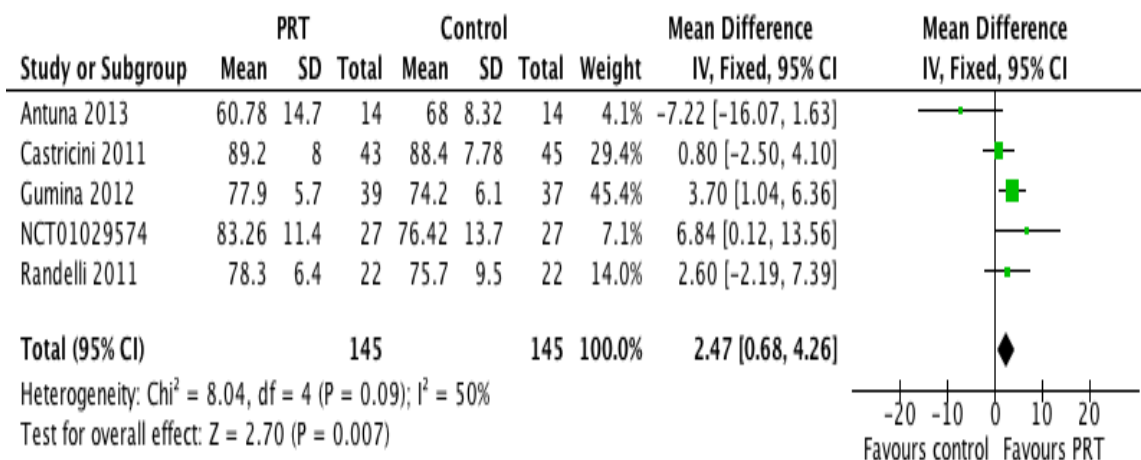 PRT Control Mean Difference Mean Difference
Study or Subgroup Mean SD Total Mean SD Total Weight IV, Fixed, 95% CI IV, Fixed, 95% CI
Antuna 2013 60.78 14.7 14 68 8.32 14 4.1% −7.22 [−16.07, 1.63]
Castricini 2011 89.2 8 43 88.4 7.78 45 29.4% 0.80 [−2.50, 4.10]
Gumina 2012 77.9 5.7 39 74.2 6.1 37 45.4% 3.70 [1.04, 6.36]
NCT01029574 83.26 11.4 27 76.42 13.7 27 7.1% 6.84 [0.12, 13.56]
Randelli 2011 78.3 6.4 22 75.7 9.5 22 14.0% 2.60 [−2.19, 7.39]
Total (95% CI) 145 145 100.0% 2.47 [0.68, 4.26]
Heterogeneity: Chi² = 8.04, df = 4 (P = 0.09); I² = 50%
Test for overall effect: Z = 2.70 (P = 0.007)
−20 −10 0 10 20
Favours control Favours PRT